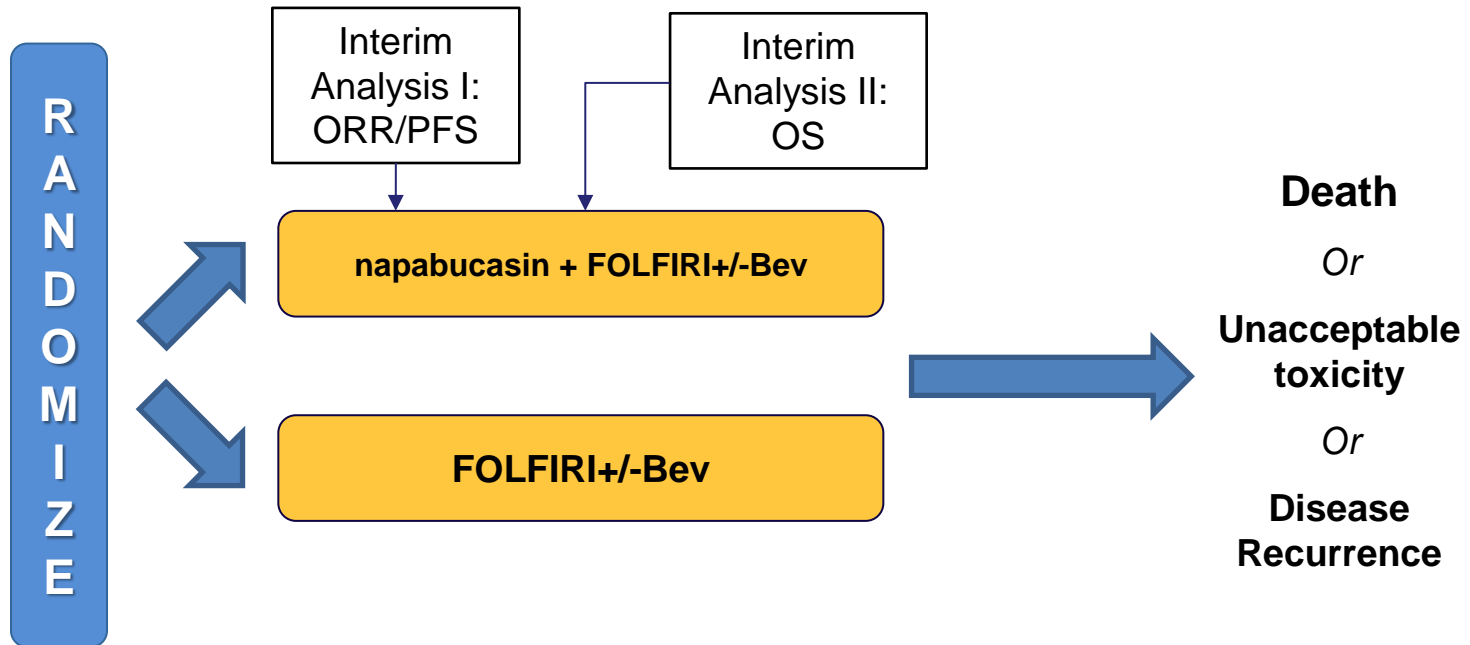 R
A
N
D
O
M
I
Z
E
Interim
Analysis I:
ORR/PFS
Interim
Analysis II:
OS
napabucasin + FOLFIRI+/-Bev
FOLFIRI+/-Bev
Death
Or
Unacceptable
toxicity
Or
Disease
Recurrence